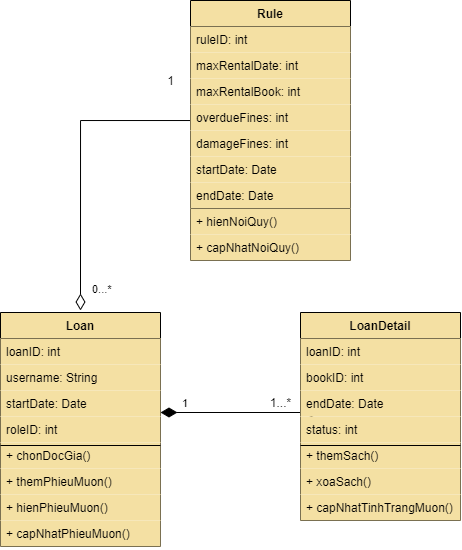 Rule
ruleID: int
maxRentalDate: int
maxRentalBook: int
overdueFines: int
damageFines: int
startDate: Date
endDate: Date
+ hienNoiQuy()
+ capNhatNoiQuy()
1
0...*
Loan
loanID: int
username: String
startDate: Date
roleID: int
+ chonDocGia()
+ themPhieuMuon()
+ hienPhieuMuon()
+ capNhatPhieuMuon()
1
1...*
LoanDetail
loanID: int
bookID: int
endDate: Date
status: int
+ themSach()
+ xoaSach()
+ capNhatTinhTrangMuon()